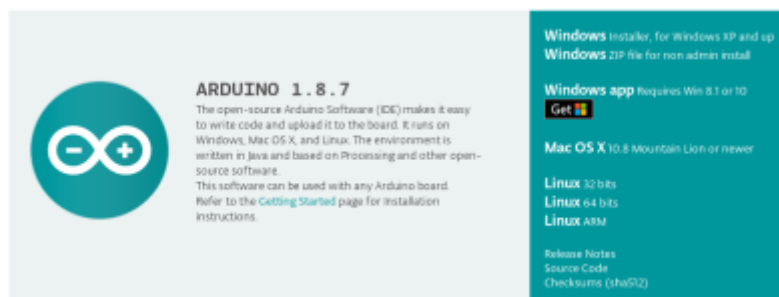 ARDUINO 1.8.7
The open-source Arduino Software (IDE) makes it easy
to write code and upload it to the board. It runs on
Windows, Mac OS X, and Linux. The environment is
written in Java and based on Processing and other open-
source software.
This software can be used with any Arduino board.
Refer to the Getting Started page for Installation
instructions.
Windows Installer, for Windows XP and up
Windows ZIP file for non admin install
Windows app Requires Win 8.1 or 10
Get
Mac OS X 10.8 Mountain Lion or newer
Linux 32 bits
Linux 64 bits
Linux ARM
Release Notes
Source Code
Checksums (sha512)